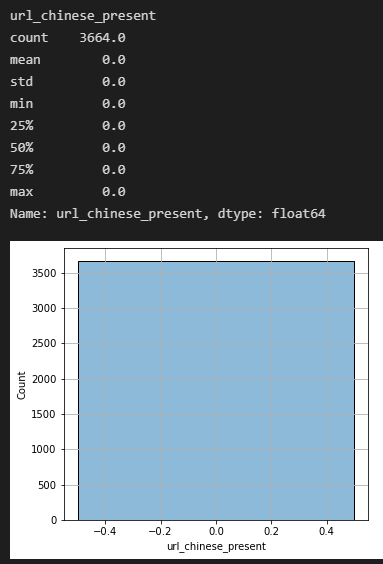 url_chinese_present
count    3664.0
mean        0.0
std         0.0
min         0.0
25%         0.0
50%         0.0
75%         0.0
max         0.0
Name: url_chinese_present, dtype: float64
3500
3000
2500
2000
1500
1000
500
0
Count
−0.4 −0.2 0.0 0.2 0.4
url_chinese_present